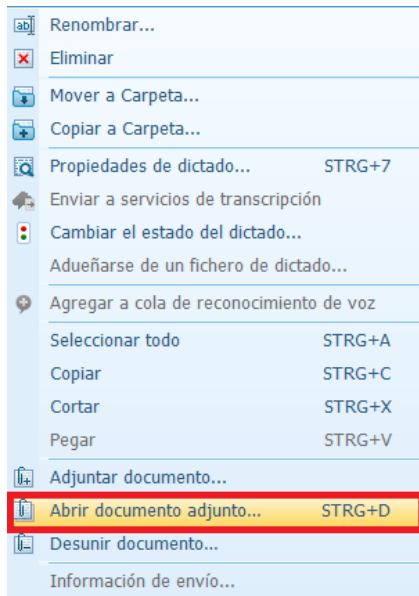 Renombrar...
Eliminar
Mover a Carpeta...
Copiar a Carpeta...
Propiedades de dictado... STRG+7
Enviar a servicios de transcripción
Cambiar el estado del dictado...
Adueñarse de un fichero de dictado...
Agregar a cola de reconocimiento de voz
Seleccionar todo STRG+A
Copiar STRG+C
Cortar STRG+X
Pegar STRG+V
Adjuntar documento...
Abrir documento adjunto... STRG+D
Desunir documento...
Información de envío...